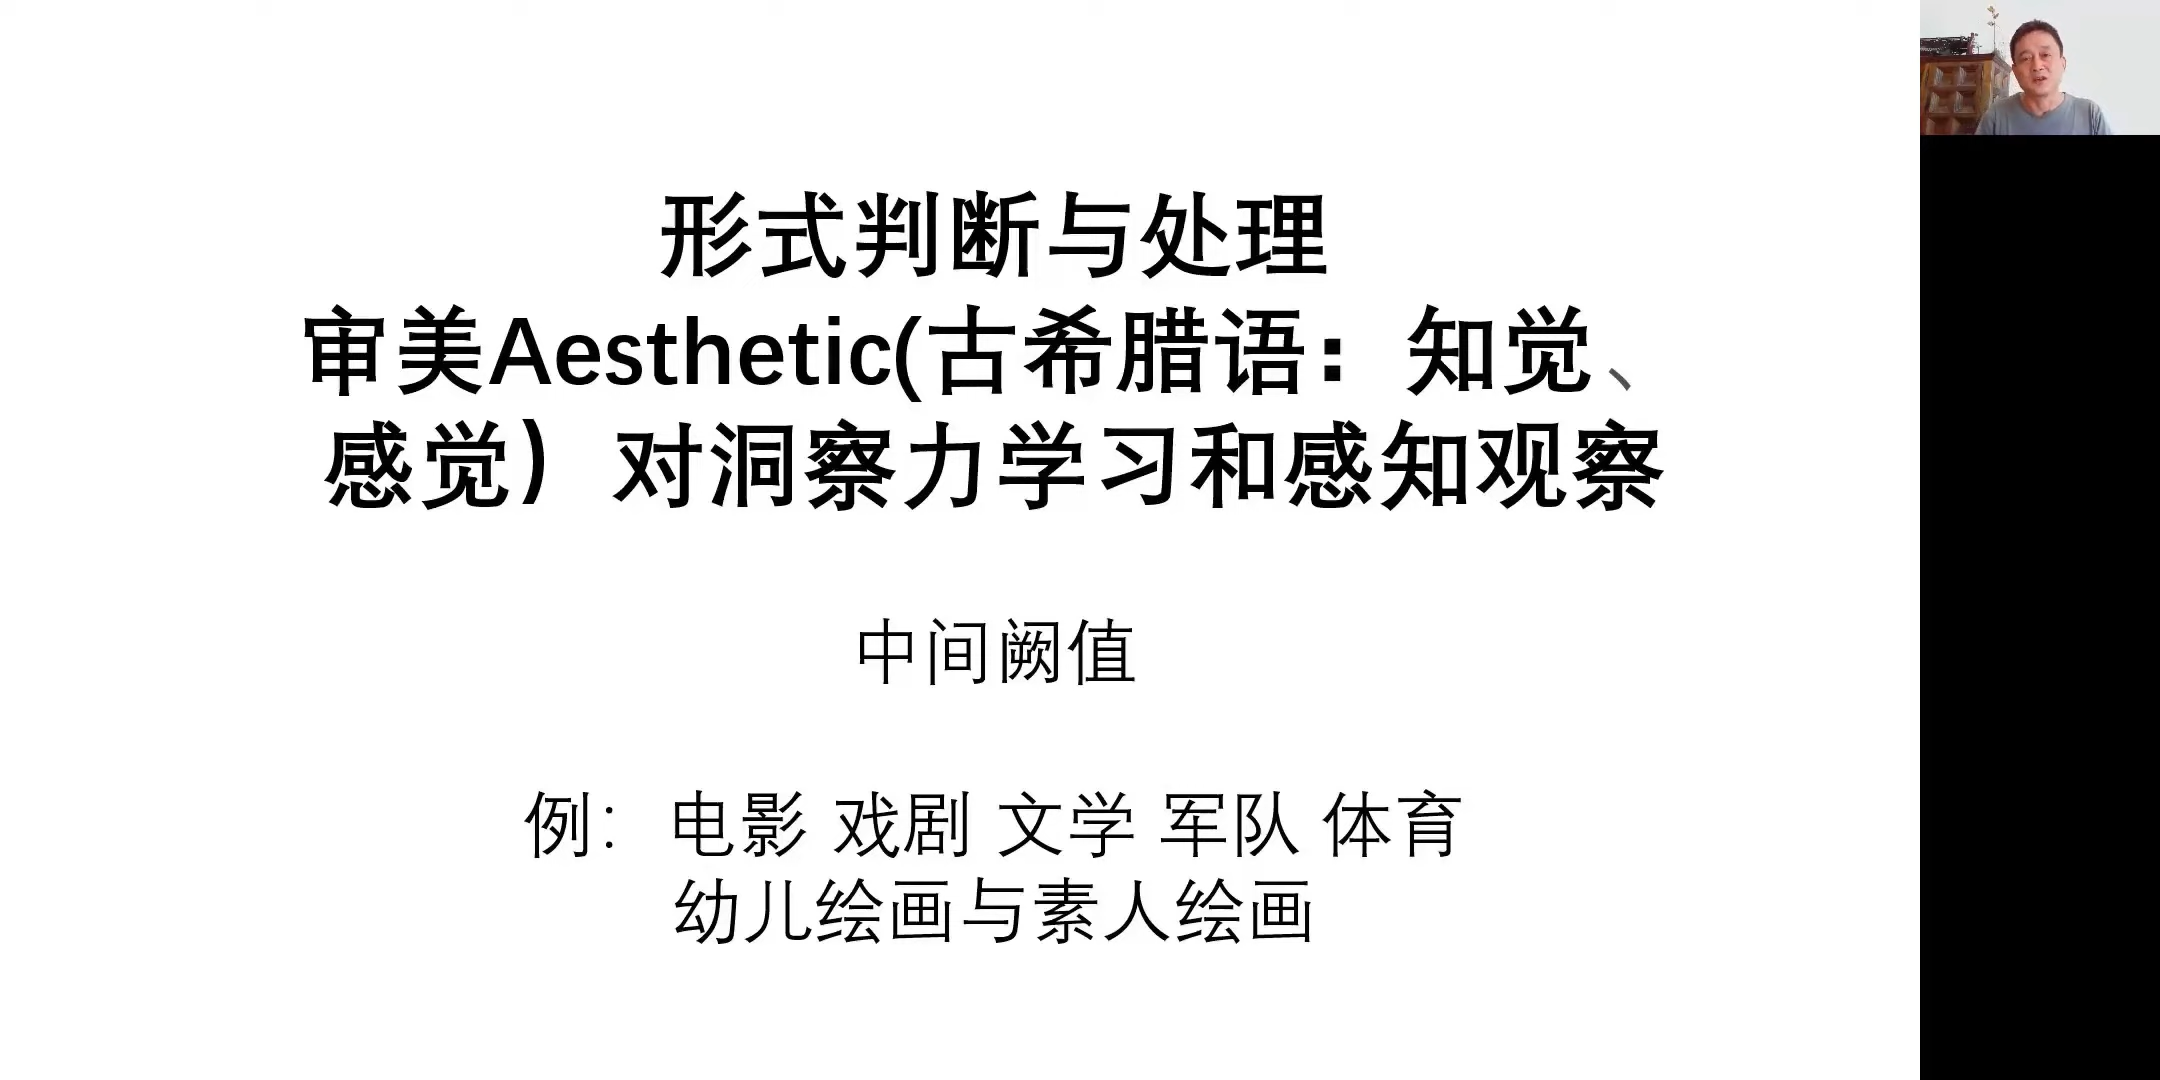 形式判断与处理
审美Aesthetic(古希腊语：知觉、
感觉）对洞察力学习和感知观察
中间阙值
例：电影 戏剧 文学 军队 体育
幼儿绘画与素人绘画